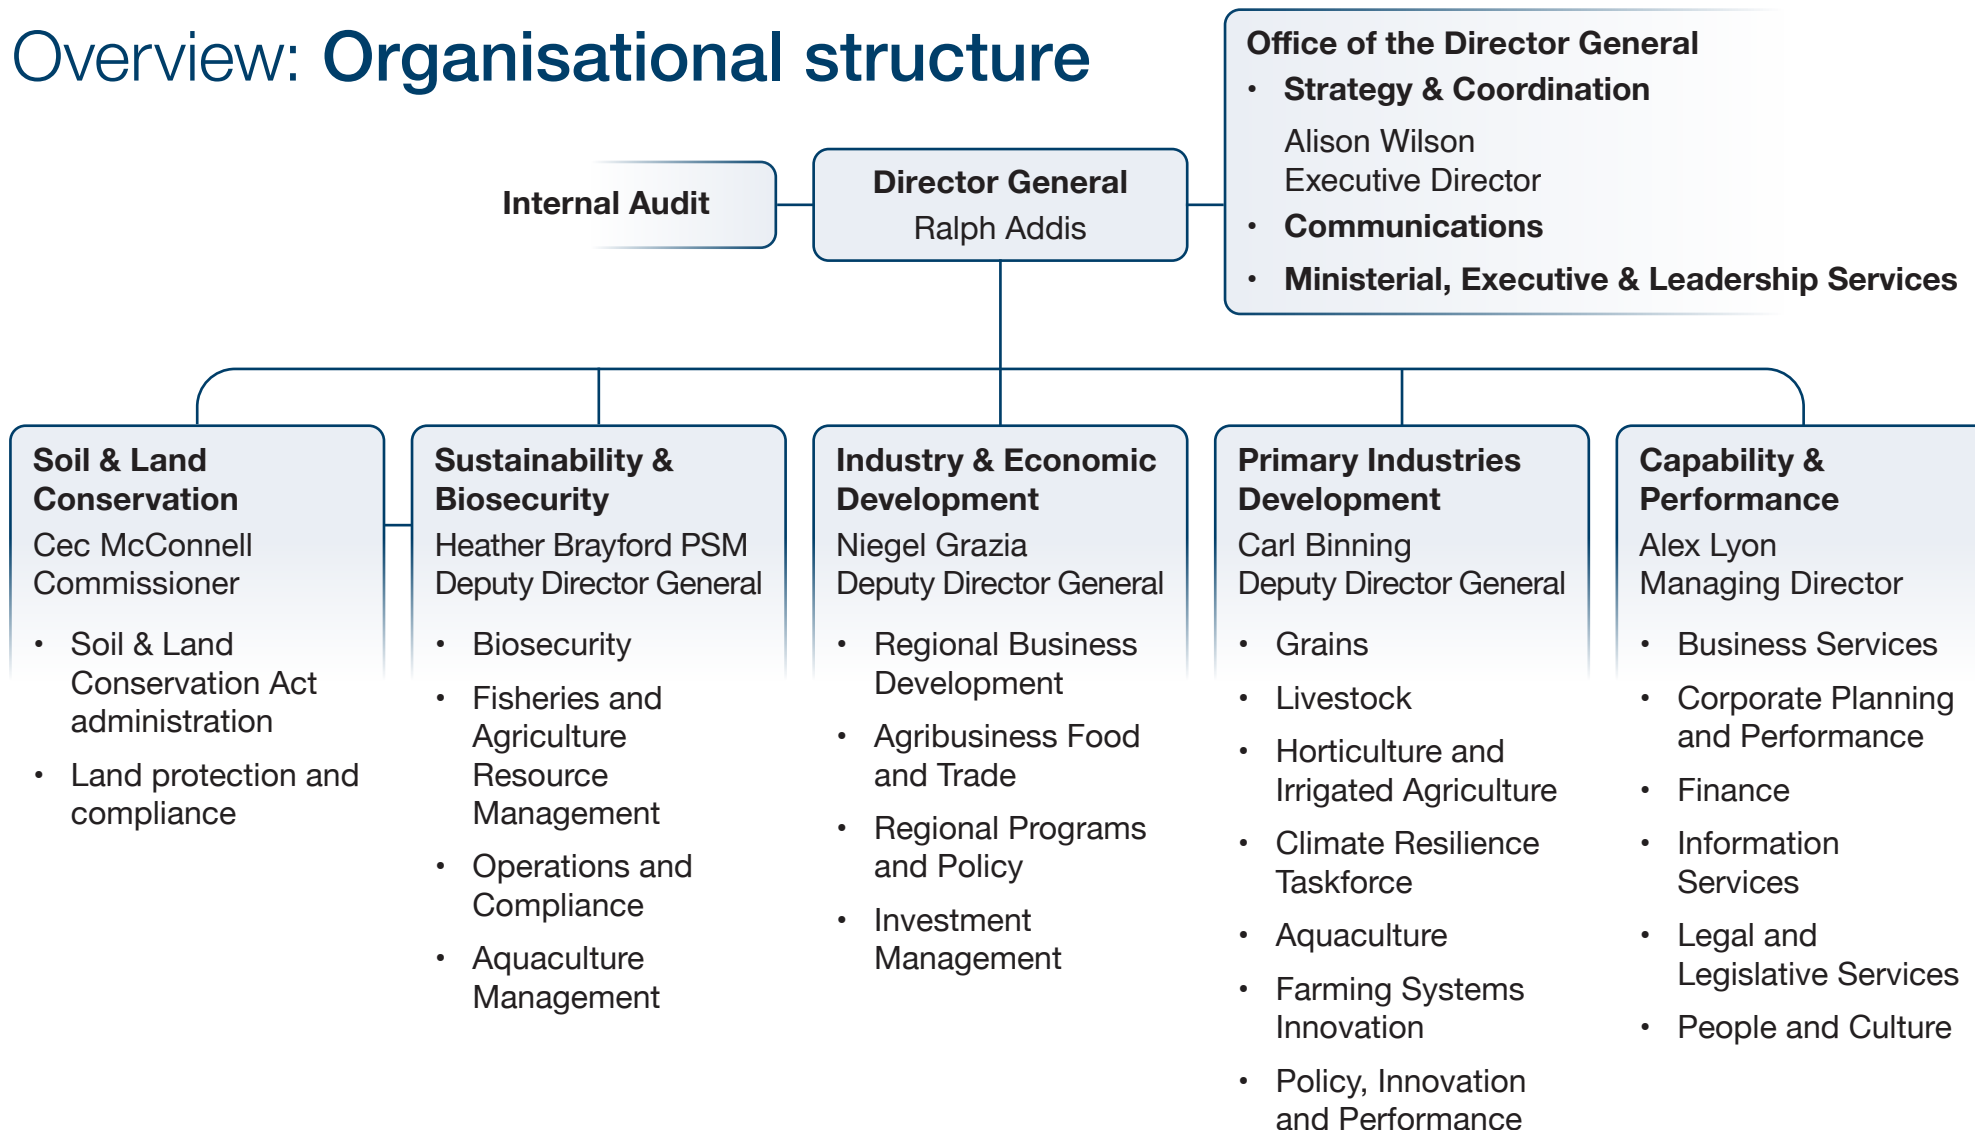 Overview: Organisational structure
Office of the Director General
• Strategy & Coordination
Alison Wilson
Executive Director
• Communications
• Ministerial, Executive & Leadership Services
Internal Audit
Director General
Ralph Addis
Soil & Land
Conservation
Cec McConnell
Commissioner
• Soil & Land
Conservation Act
administration
• Land protection and
compliance
Sustainability &
Biosecurity
Heather Brayford PSM
Deputy Director General
• Biosecurity
• Fisheries and
Agriculture
Resource
Management
• Operations and
Compliance
• Aquaculture
Management
Industry & Economic
Development
Niegel Grazia
Deputy Director General
• Regional Business
Development
• Agribusiness Food
and Trade
• Regional Programs
and Policy
• Investment
Management
Primary Industries
Development
Carl Binning
Deputy Director General
• Grains
• Livestock
• Horticulture and
Irrigated Agriculture
• Climate Resilience
Taskforce
• Aquaculture
• Farming Systems
Innovation
• Policy, Innovation
and Performance
Capability &
Performance
Alex Lyon
Managing Director
• Business Services
• Corporate Planning
and Performance
• Finance
• Information
Services
• Legal and
Legislative Services
• People and Culture